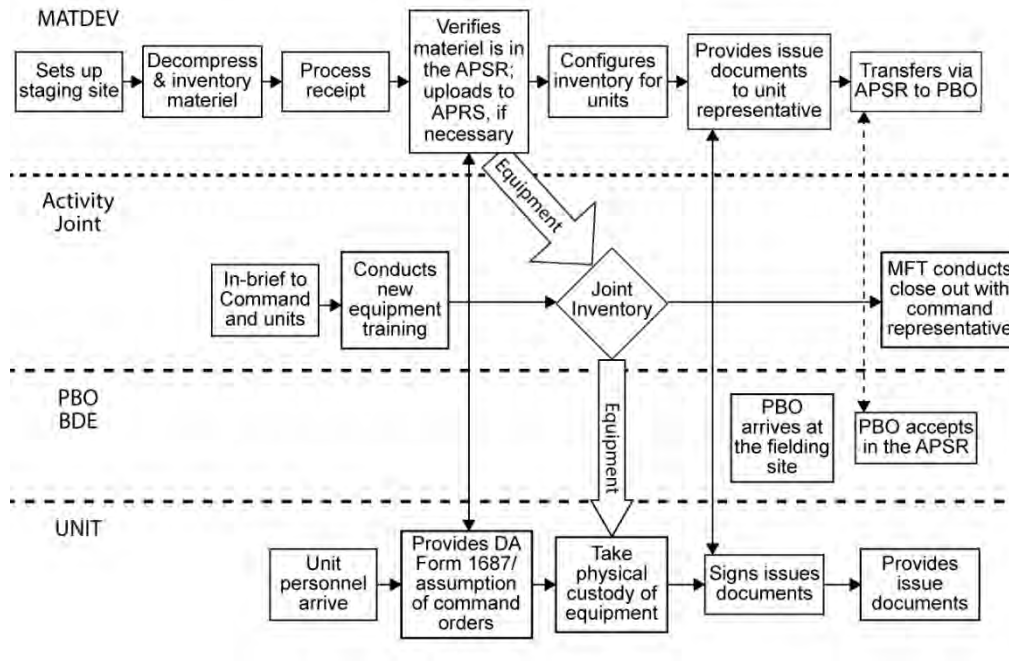 MATDEV
Sets up
staging site
Decompress
& inventory
materiel
Process
receipt
Verifies
materiel is in
the APSR;
uploads to
APRS, if
necessary
Configures
inventory for
units
Provides issue
documents
to unit
representative
Transfers via
APSR to PBO
Equipment
Activity
Joint
In-brief to
Command
and units
Conducts
new
equipment
training
Joint
Inventory
MFT conducts
close out with
command
representative
PBO
BDE
Equipment
PBO
arrives at
the fielding
site
PBO accepts
in the APSR
UNIT
Unit
personnel
arrive
Provides DA
Form 1687/
assumption
of command
orders
Take
physical
custody of
equipment
Signs issues
documents
Provides
issue
documents